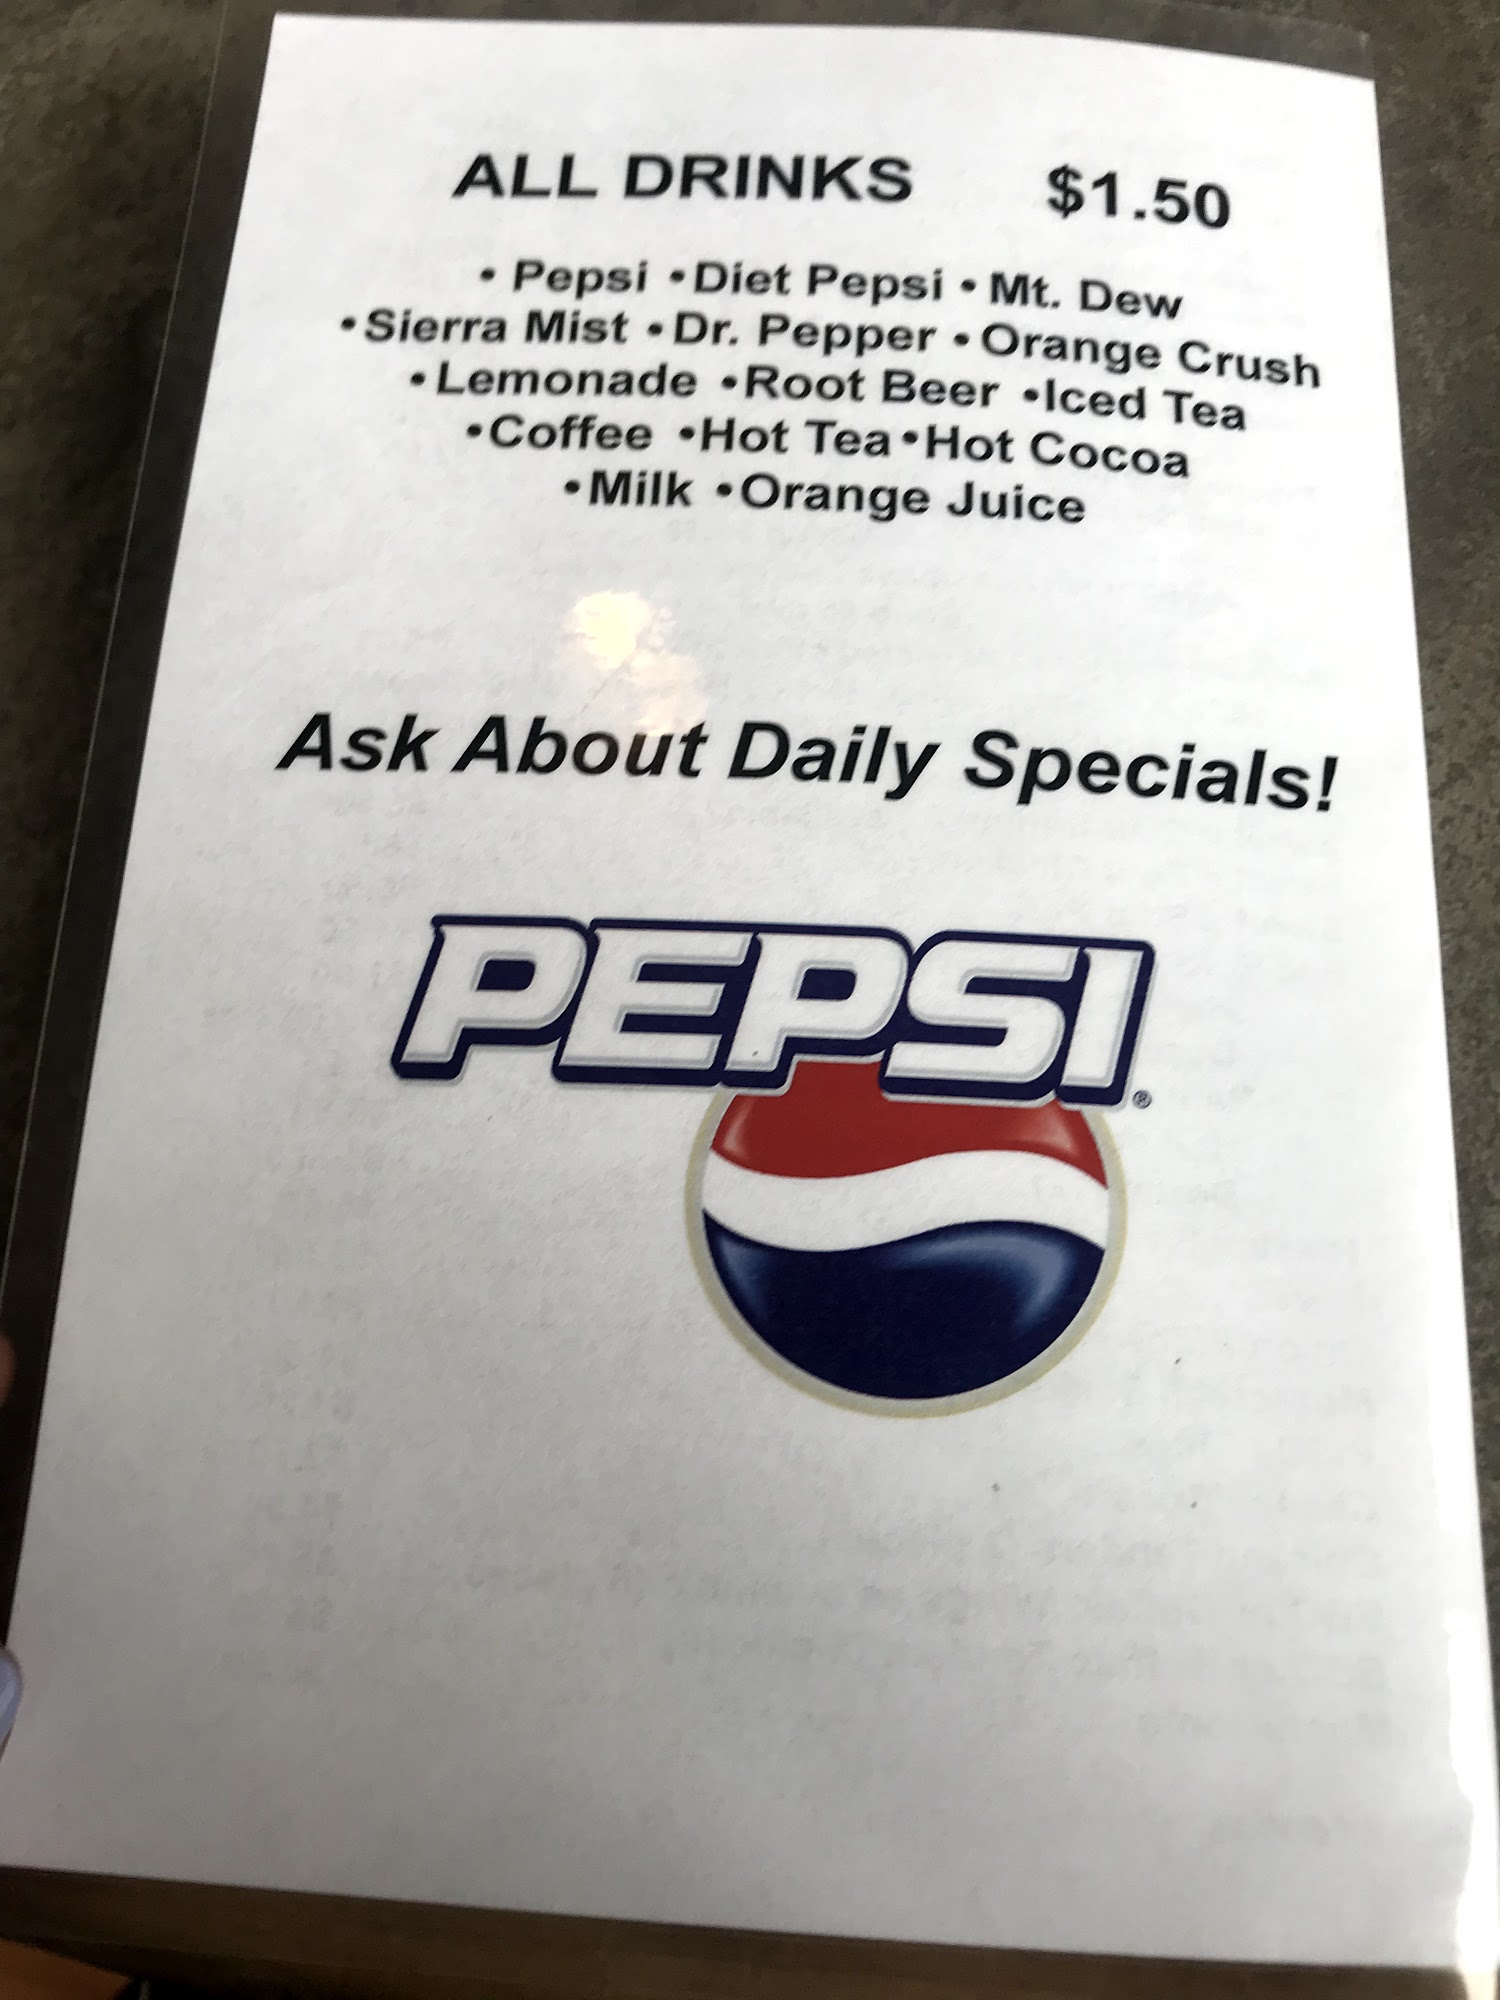 ALL DRINKS $1.50
• Pepsi •Diet Pepsi • Mt. Dew
•Sierra Mist •Dr. Pepper •Orange Crush
•Lemonade •Root Beer •Iced Tea
•Coffee •Hot Tea •Hot Cocoa
•Milk •Orange Juice
Ask About Daily Specials!
PEPSI®